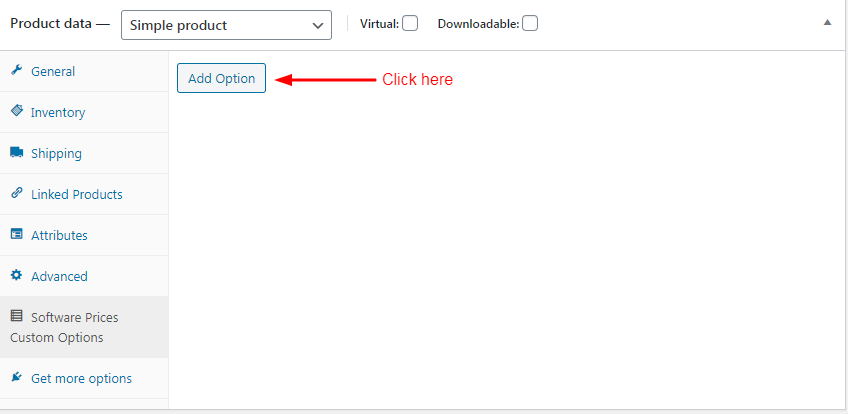 Product data — Simple product Virtual: Downloadable:
General
Add Option Click here
Inventory
Shipping
Linked Products
Attributes
Advanced
Software Prices
Custom Options
Get more options